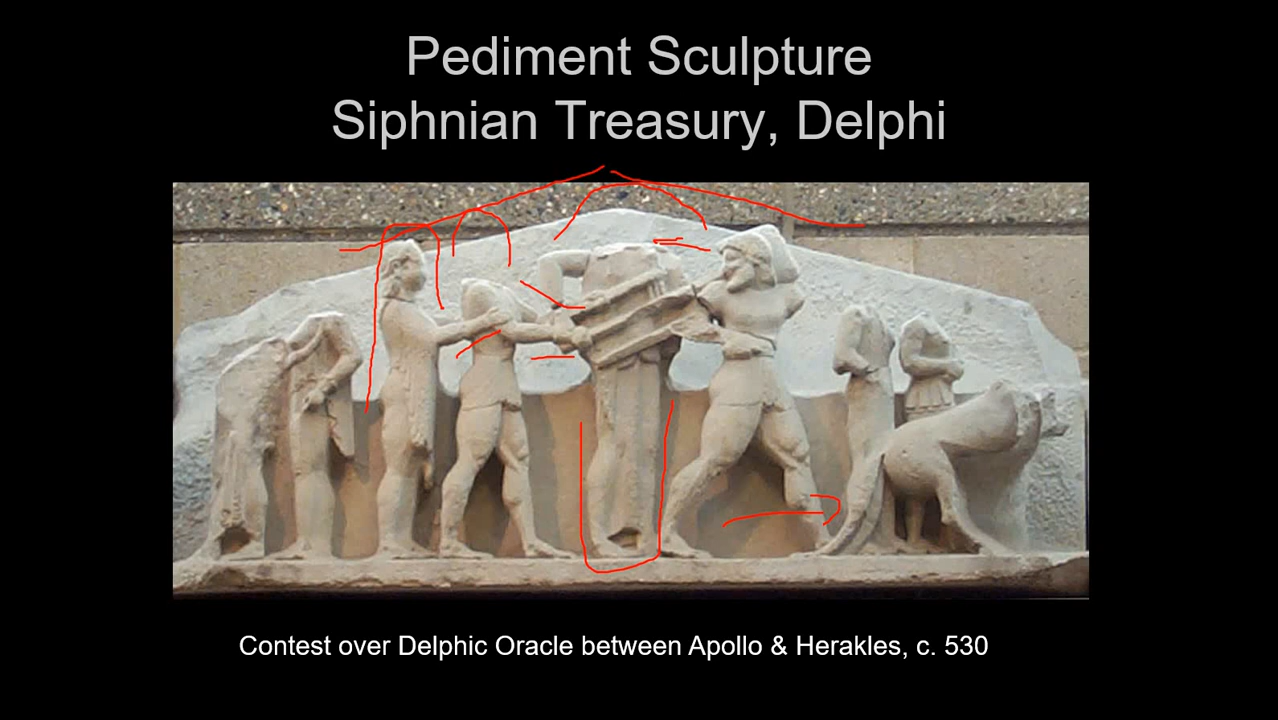 Pediment Sculpture
Siphnian Treasury, Delphi
Contest over Delphic Oracle between Apollo & Herakles, c. 530